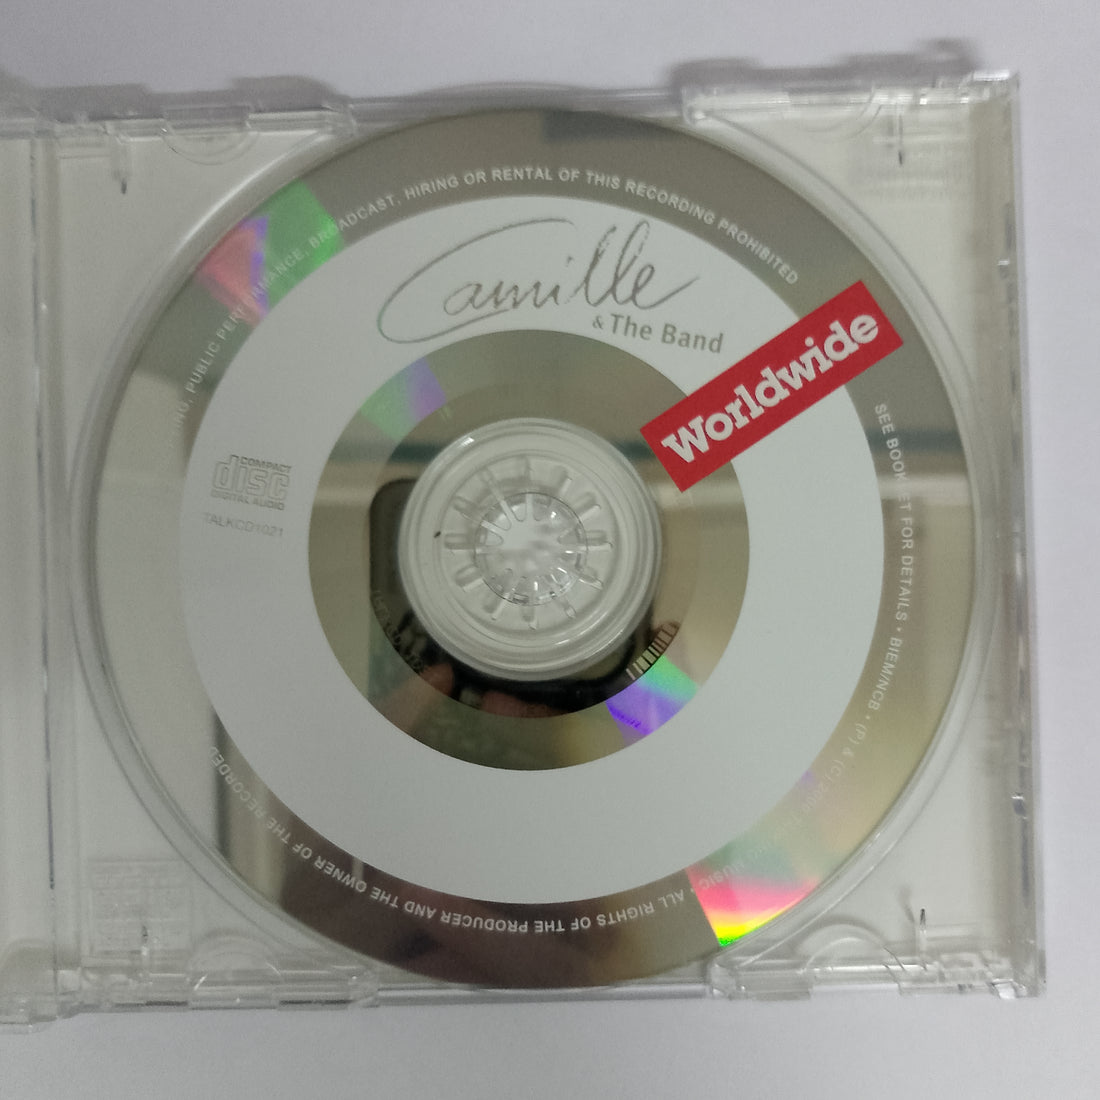 Camille
& The Band
Worldwide
COMPACT
disc
DIGITAL AUDIO
TALKCD1021
PUBLIC PERFORMANCE, BROADCAST, HIRING OR RENTAL OF THIS RECORDING PROHIBITED
SEE BOOKLET FOR DETAILS • BIEM/NCB • (P) & (C)
MUSIC • ALL RIGHTS OF THE PRODUCER AND THE OWNER OF THE RECORDED